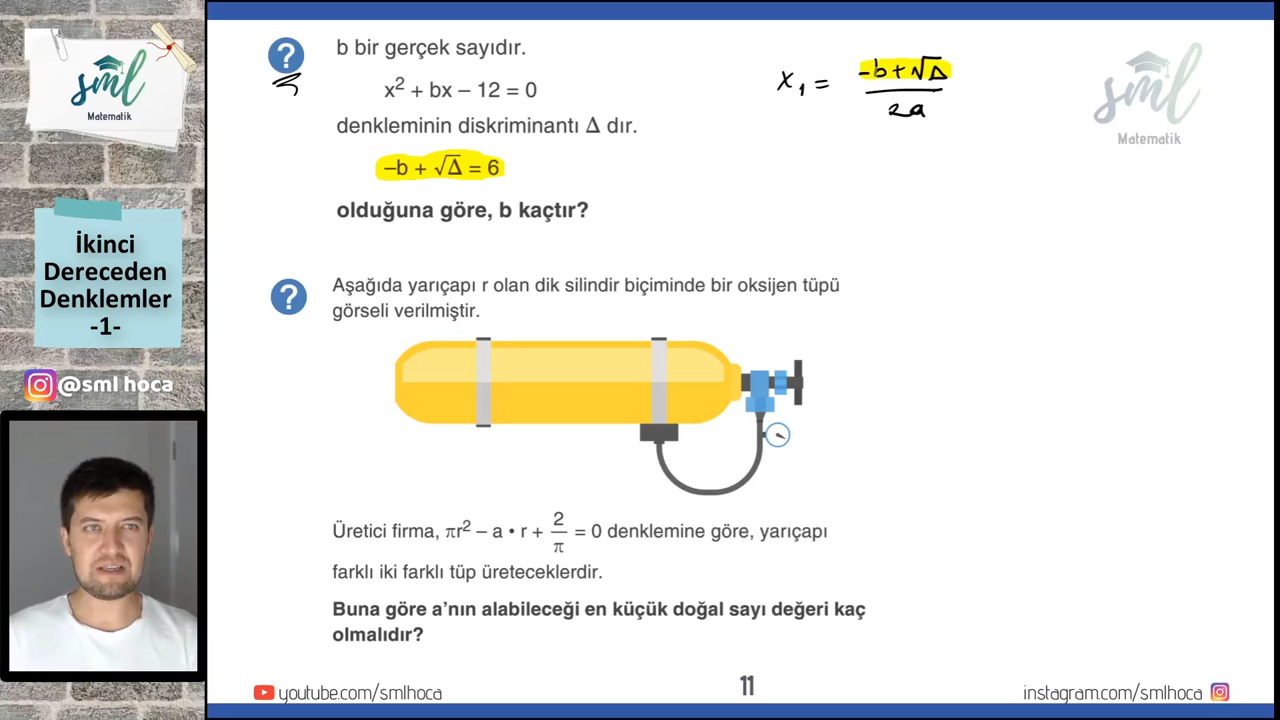 sml
Matematik
İkinci
Dereceden
Denklemler
-1-
@sml hoca
?
b bir gerçek sayıdır.
x² + bx – 12 = 0
denkleminin diskriminantı Δ dır.
–b + √Δ = 6
olduğuna göre, b kaçtır?
x₁ = -b+√Δ / 2a
sml
Matematik
?
Aşağıda yarıçapı r olan dik silindir biçiminde bir oksijen tüpü
görseli verilmiştir.
Üretici firma, πr² – a • r + 2/π = 0 denklemine göre, yarıçapı
farklı iki farklı tüp üreteceklerdir.
Buna göre a’nın alabileceği en küçük doğal sayı değeri kaç
olmalıdır?
youtube.com/smlhoca
11
instagram.com/smlhoca